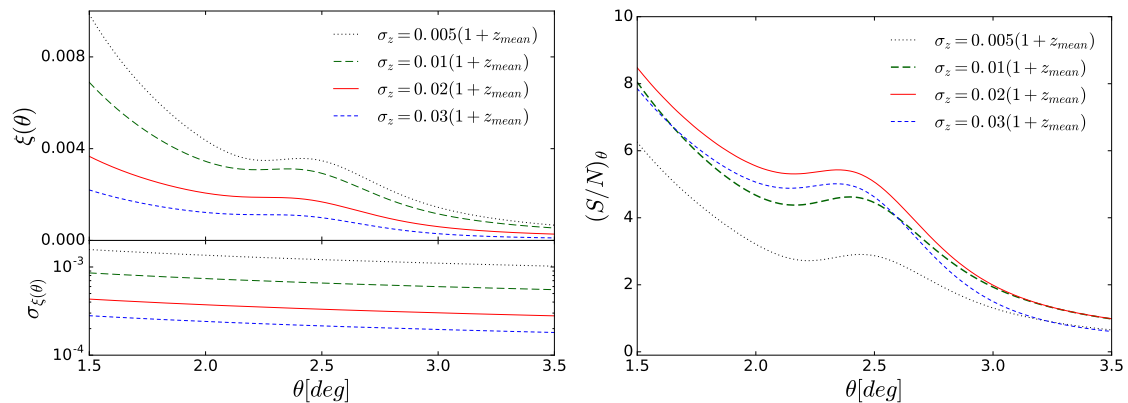 0.008
0.004
0.000
ξ(θ)
σ_z = 0.005(1 + z_mean)
σ_z = 0.01(1 + z_mean)
σ_z = 0.02(1 + z_mean)
σ_z = 0.03(1 + z_mean)
10^−3
10^−4
σ_ξ(θ)
1.5 2.0 2.5 3.0 3.5
θ[deg]
10
8
6
4
2
0
(S/N)_θ
σ_z = 0.005(1 + z_mean)
σ_z = 0.01(1 + z_mean)
σ_z = 0.02(1 + z_mean)
σ_z = 0.03(1 + z_mean)
1.5 2.0 2.5 3.0 3.5
θ[deg]